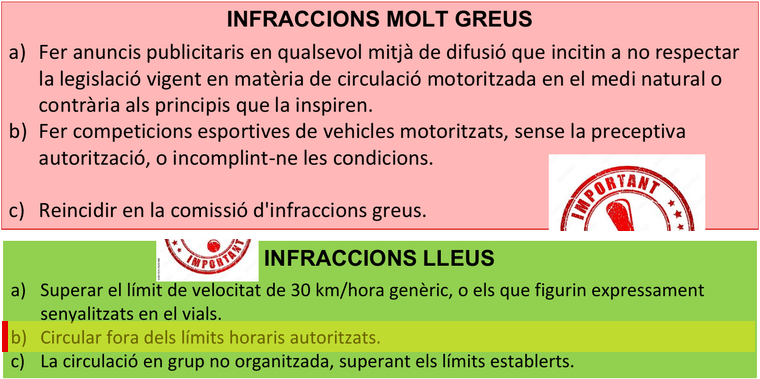 INFRACCIONS MOLT GREUS
a) Fer anuncis publicitaris en qualsevol mitjà de difusió que incitin a no respectar
la legislació vigent en matèria de circulació motoritzada en el medi natural o
contrària als principis que la inspiren.
b) Fer competicions esportives de vehicles motoritzats, sense la preceptiva
autorització, o incomplint-ne les condicions.
IMPORTANT
c) Reincidir en la comissió d'infraccions greus.
IMPORTANT
INFRACCIONS LLEUS
a) Superar el límit de velocitat de 30 km/hora genèric, o els que figurin expressament
senyalitzats en el vials.
b) Circular fora dels límits horaris autoritzats.
c) La circulació en grup no organitzada, superant els límits establerts.